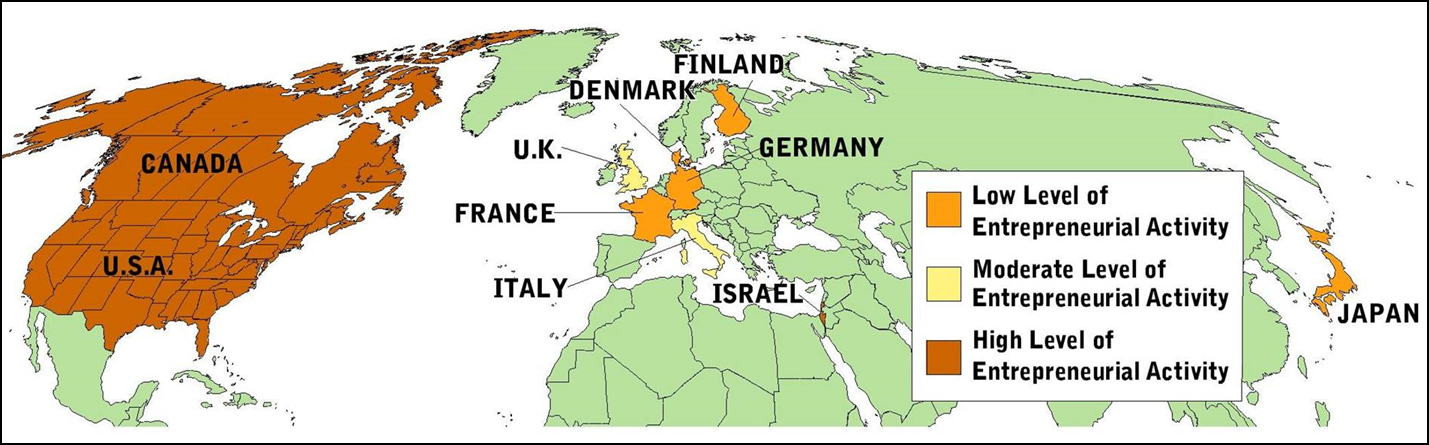 FINLAND
DENMARK
U.K.
GERMANY
CANADA
FRANCE
U.S.A.
ITALY
ISRAEL
JAPAN
Low Level of
Entrepreneurial Activity
Moderate Level of
Entrepreneurial Activity
High Level of
Entrepreneurial Activity